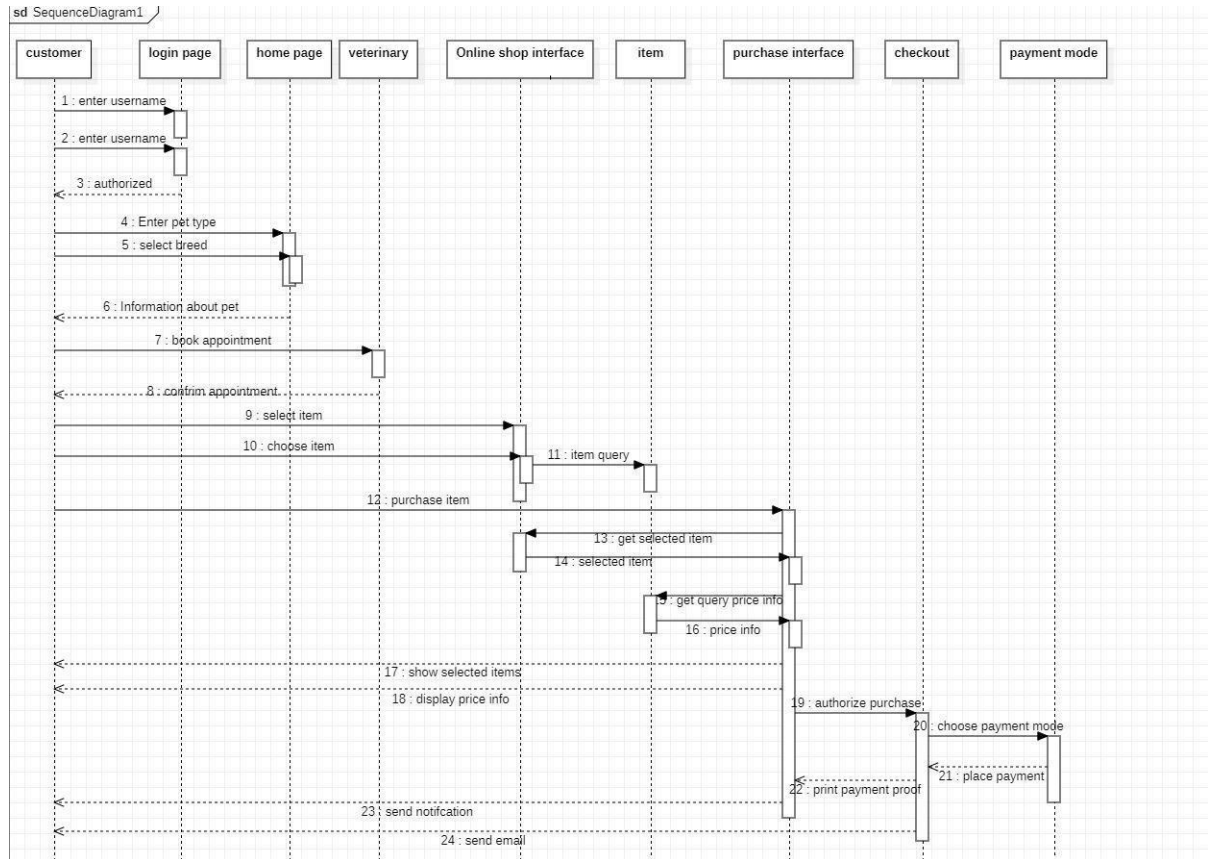 sd SequenceDiagram1
customer
login page
home page
veterinary
Online shop interface
item
purchase interface
checkout
payment mode
1 : enter username
2 : enter username
3 : authorized
4 : Enter pet type
5 : select breed
6 : Information about pet
7 : book appointment
8 : confrim appointment
9 : select item
10 : choose item
11 : item query
12 : purchase item
13 : get selected item
14 : selected item
15 : get query price info
16 : price info
17 : show selected items
18 : display price info
19 : authorize purchase
20 : choose payment mode
21 : place payment
22 : print payment proof
23 : send notifcation
24 : send email